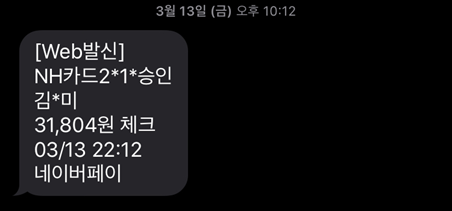 3월 13일 (금) 오후 10:12
[Web발신]
NH카드2*1*승인
김*미
31,804원 체크
03/13 22:12
네이버페이